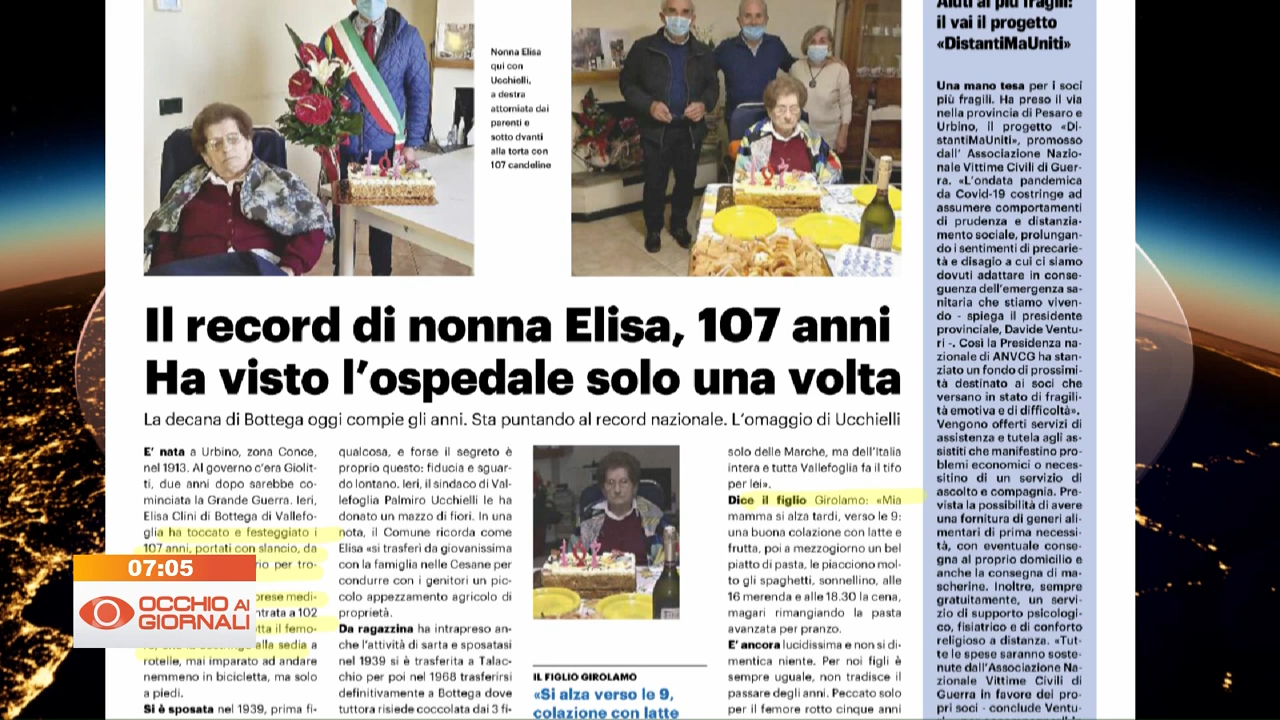 Nonna Elisa
qui con
Ucchielli,
a destra
attorniata dai
parenti e
sotto dvanti
alla torta con
107 candeline
Il record di nonna Elisa, 107 anni
Ha visto l'ospedale solo una volta
La decana di Bottega oggi compie gli anni. Sta puntando al record nazionale. L'omaggio di Ucchielli
E' nata a Urbino, zona Conce,
nel 1913. Al governo c'era Giolit-
ti, due anni dopo sarebbe co-
minciata la Grande Guerra. Ieri,
Elisa Clini di Bottega di Vallefo-
glia ha toccato e festeggiato i
107 anni, portati con slancio, da
rio per tro-
prese medi-
ntrata a 102
otta il femo-
alla sedia a
rotelle, mai imparato ad andare
nemmeno in bicicletta, ma solo
a piedi.
Si è sposata nel 1939, prima fi-
qualcosa, e forse il segreto è
proprio questo: fiducia e sguar-
do lontano. Ieri, il sindaco di Val-
lefoglia Palmiro Ucchielli le ha
donato un mazzo di fiori. In una
nota, il Comune ricorda come
Elisa «si trasferì da giovanissima
con la famiglia nelle Cesane per
condurre con i genitori un pic-
colo appezzamento agricolo di
proprietà.
Da ragazzina ha intrapreso an-
che l'attività di sarta e sposatasi
nel 1939 si è trasferita a Talac-
chio per poi nel 1968 trasferirsi
definitivamente a Bottega dove
tuttora risiede coccolata dai 3 fi-
IL FIGLIO GIROLAMO
«Si alza verso le 9,
colazione con latte
solo delle Marche, ma dell'Italia
intera e tutta Vallefoglia fa il tifo
per lei».
Dice il figlio Girolamo: «Mia
mamma si alza tardi, verso le 9:
una buona colazione con latte e
frutta, poi a mezzogiorno un bel
piatto di pasta, le piacciono mol-
to gli spaghetti, sonnellino, alle
16 merenda e alle 18.30 la cena,
magari rimangiando la pasta
avanzata per pranzo.
E' ancora lucidissima e non si di-
mentica niente. Per noi figli è
sempre uguale, non tradisce il
passare degli anni. Peccato solo
per il femore rotto cinque anni
Aiuti ai più fragili:
il vai il progetto
«DistantiMaUniti»
Una mano tesa per i soci
più fragili. Ha preso il via
nella provincia di Pesaro e
Urbino, il progetto «Di-
stantiMaUniti», promosso
dall' Associazione Nazio-
nale Vittime Civili di Guer-
ra. «L'ondata pandemica
da Covid-19 costringe ad
assumere comportamenti
di prudenza e distanzia-
mento sociale, prolungan-
do i sentimenti di precarie-
tà e disagio a cui ci siamo
dovuti adattare in conse-
guenza dell'emergenza sa-
nitaria che stiamo viven-
do - spiega il presidente
provinciale, Davide Ventu-
ri -. Così la Presidenza na-
zionale di ANVCG ha stan-
ziato un fondo di prossimi-
tà destinato ai soci che
versano in stato di fragili-
tà emotiva e di difficoltà».
Vengono offerti servizi di
assistenza e tutela agli as-
sistiti che manifestino pro-
blemi economici o neces-
sitino di un servizio di
ascolto e compagnia. Pre-
vista la possibilità di avere
una fornitura di generi ali-
mentari di prima necessi-
tà, con eventuale conse-
gna al proprio domicilio e
anche la consegna di ma-
scherine. Inoltre, sempre
gratuitamente, un servi-
zio di supporto psicologi-
co, fisiatrico e di conforto
religioso a distanza. «Tut-
te le spese saranno soste-
nute dall'Associazione Na-
zionale Vittime Civili di
Guerra in favore dei pro-
pri soci - conclude Ventu-
07:05
OCCHIO AI
GIORNALI